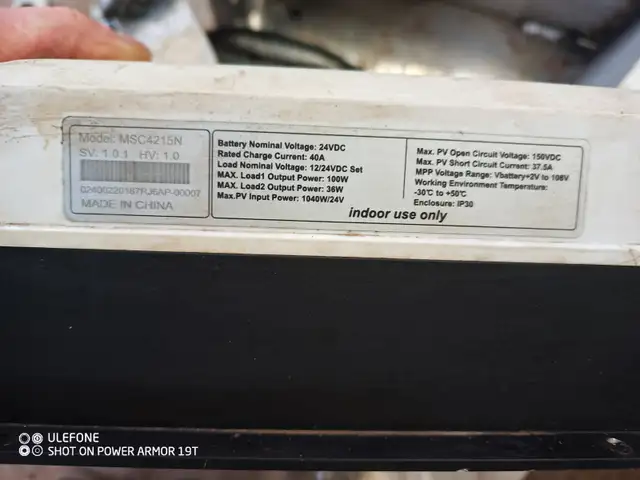 Model: MSC4215N
SV: 1.0.1 HV: 1.0
MADE IN CHINA
Battery Nominal Voltage: 24VDC
Rated Charge Current: 40A
Load Nominal Voltage: 12/24VDC Set
MAX. Load1 Output Power: 100W
MAX. Load2 Output Power: 36W
Max.PV Input Power: 1040W/24V
Max. PV Open Circuit Voltage: 150VDC
Max. PV Short Circuit Current: 37.5A
MPP Voltage Range: Vbattery+2V to 108V
Working Environment Temperature:
-30℃ to +50℃
Enclosure: IP30
indoor use only
ULEFONE
SHOT ON POWER ARMOR 19T